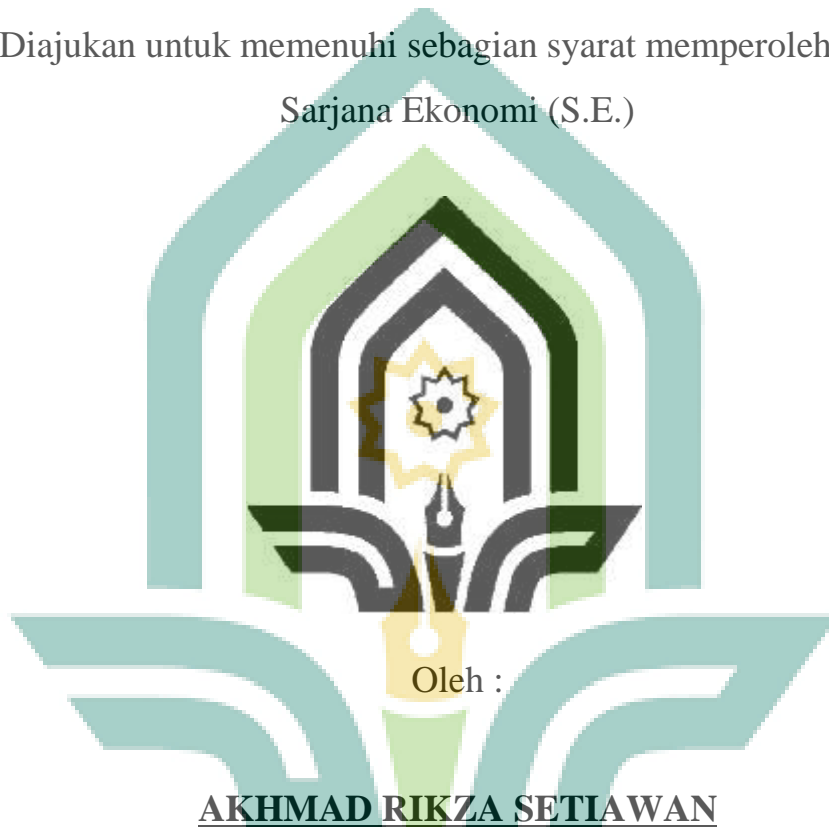 Diajukan untuk memenuhi sebagian syarat memperoleh
Sarjana Ekonomi (S.E.)
Oleh :
AKHMAD RIKZA SETIAWAN